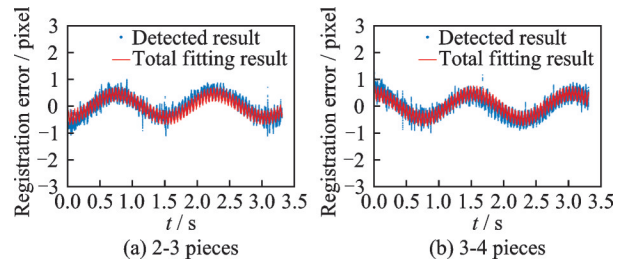 Registration error / pixel
3
2
1
0
−1
−2
−3
Detected result
Total fitting result
0.0 0.5 1.0 1.5 2.0 2.5 3.0 3.5
t / s
(a) 2-3 pieces
Registration error / pixel
3
2
1
0
−1
−2
−3
Detected result
Total fitting result
0.0 0.5 1.0 1.5 2.0 2.5 3.0 3.5
t / s
(b) 3-4 pieces